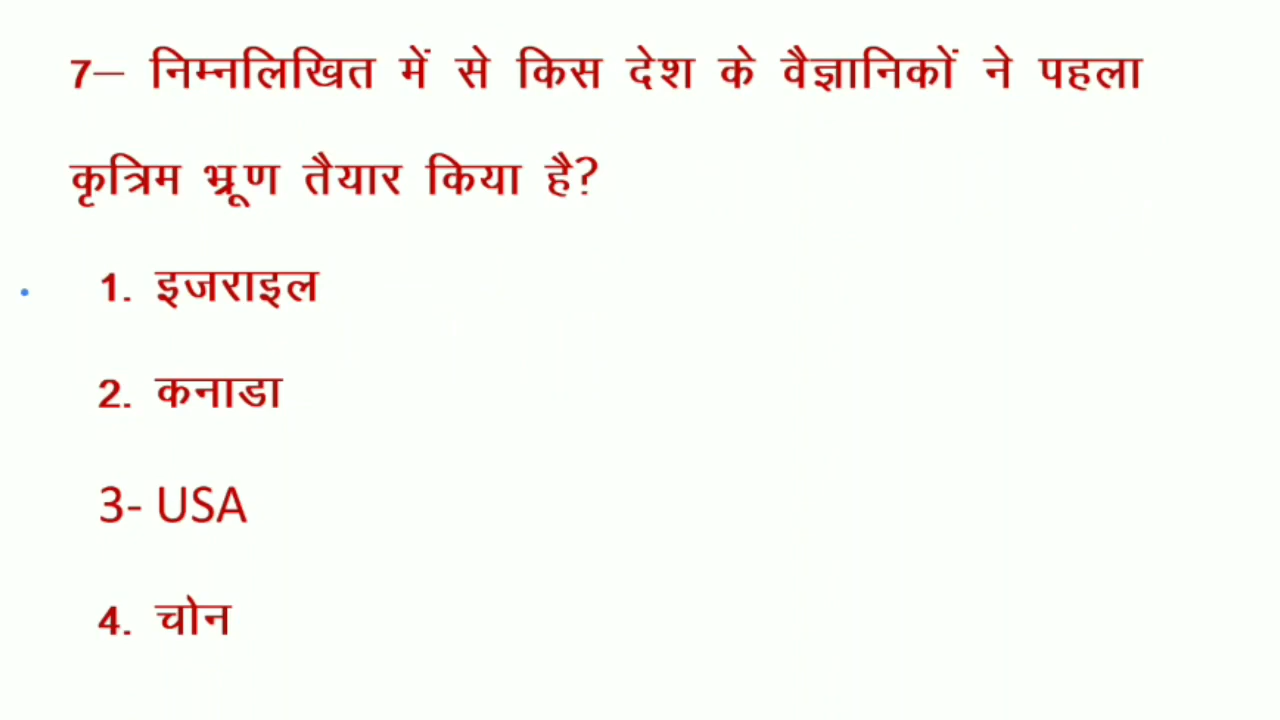 7– निम्नलिखित में से किस देश के वैज्ञानिकों ने पहला
कृत्रिम भ्रूण तैयार किया है?
1. इजराइल
2. कनाडा
3- USA
4. चोन